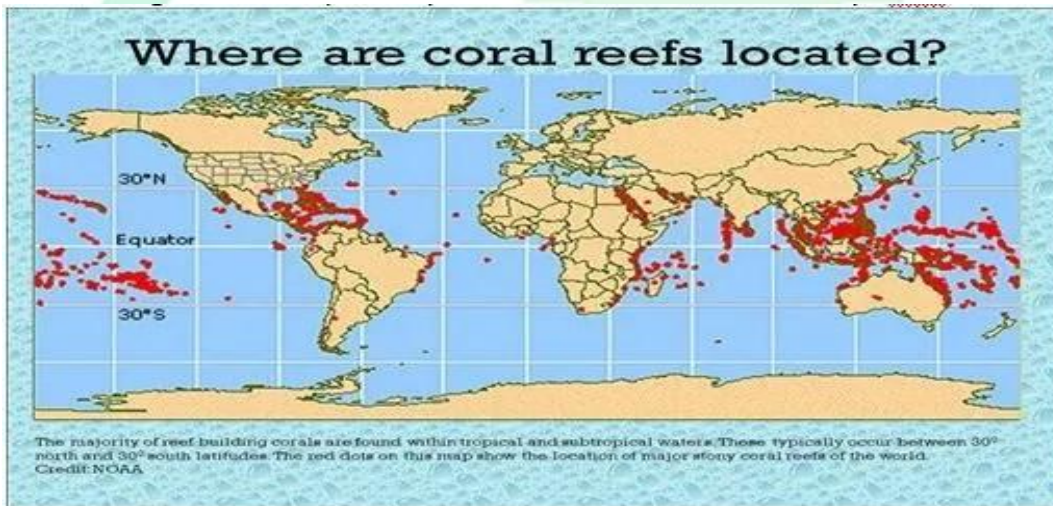 Where are coral reefs located?
30°N
Equator
30°S
The majority of reef building corals are found within tropical and subtropical waters. These typically occur between 30°
north and 30° south latitudes. The red dots on this map show the location of major stony coral reefs of the world.
Credit: NOAA